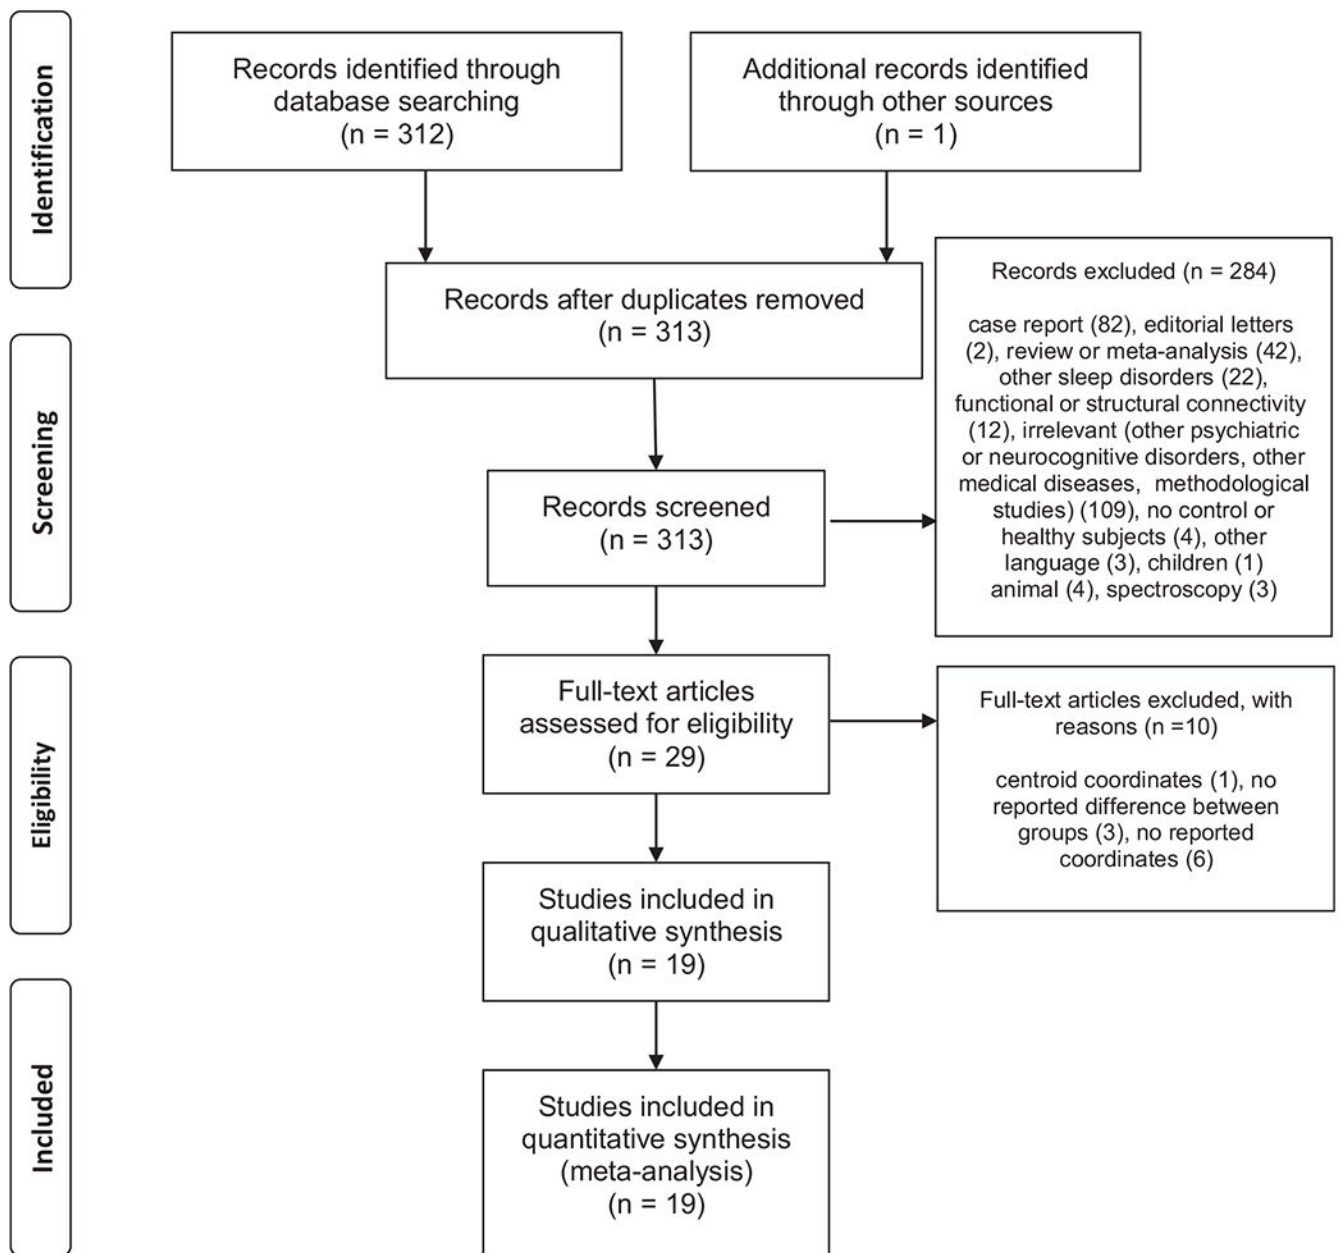 Identification
Records identified through
database searching
(n = 312)
Additional records identified
through other sources
(n = 1)
Records after duplicates removed
(n = 313)
Screening
Records screened
(n = 313)
Records excluded (n = 284)
case report (82), editorial letters
(2), review or meta-analysis (42),
other sleep disorders (22),
functional or structural connectivity
(12), irrelevant (other psychiatric
or neurocognitive disorders, other
medical diseases, methodological
studies) (109), no control or
healthy subjects (4), other
language (3), children (1)
animal (4), spectroscopy (3)
Eligibility
Full-text articles
assessed for eligibility
(n = 29)
Full-text articles excluded, with
reasons (n =10)
centroid coordinates (1), no
reported difference between
groups (3), no reported
coordinates (6)
Studies included in
qualitative synthesis
(n = 19)
Included
Studies included in
quantitative synthesis
(meta-analysis)
(n = 19)